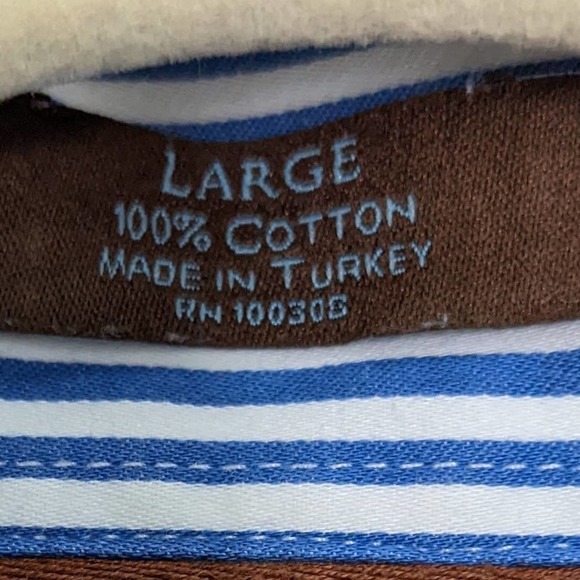 LARGE
100% COTTON
MADE IN TURKEY
RN 100308